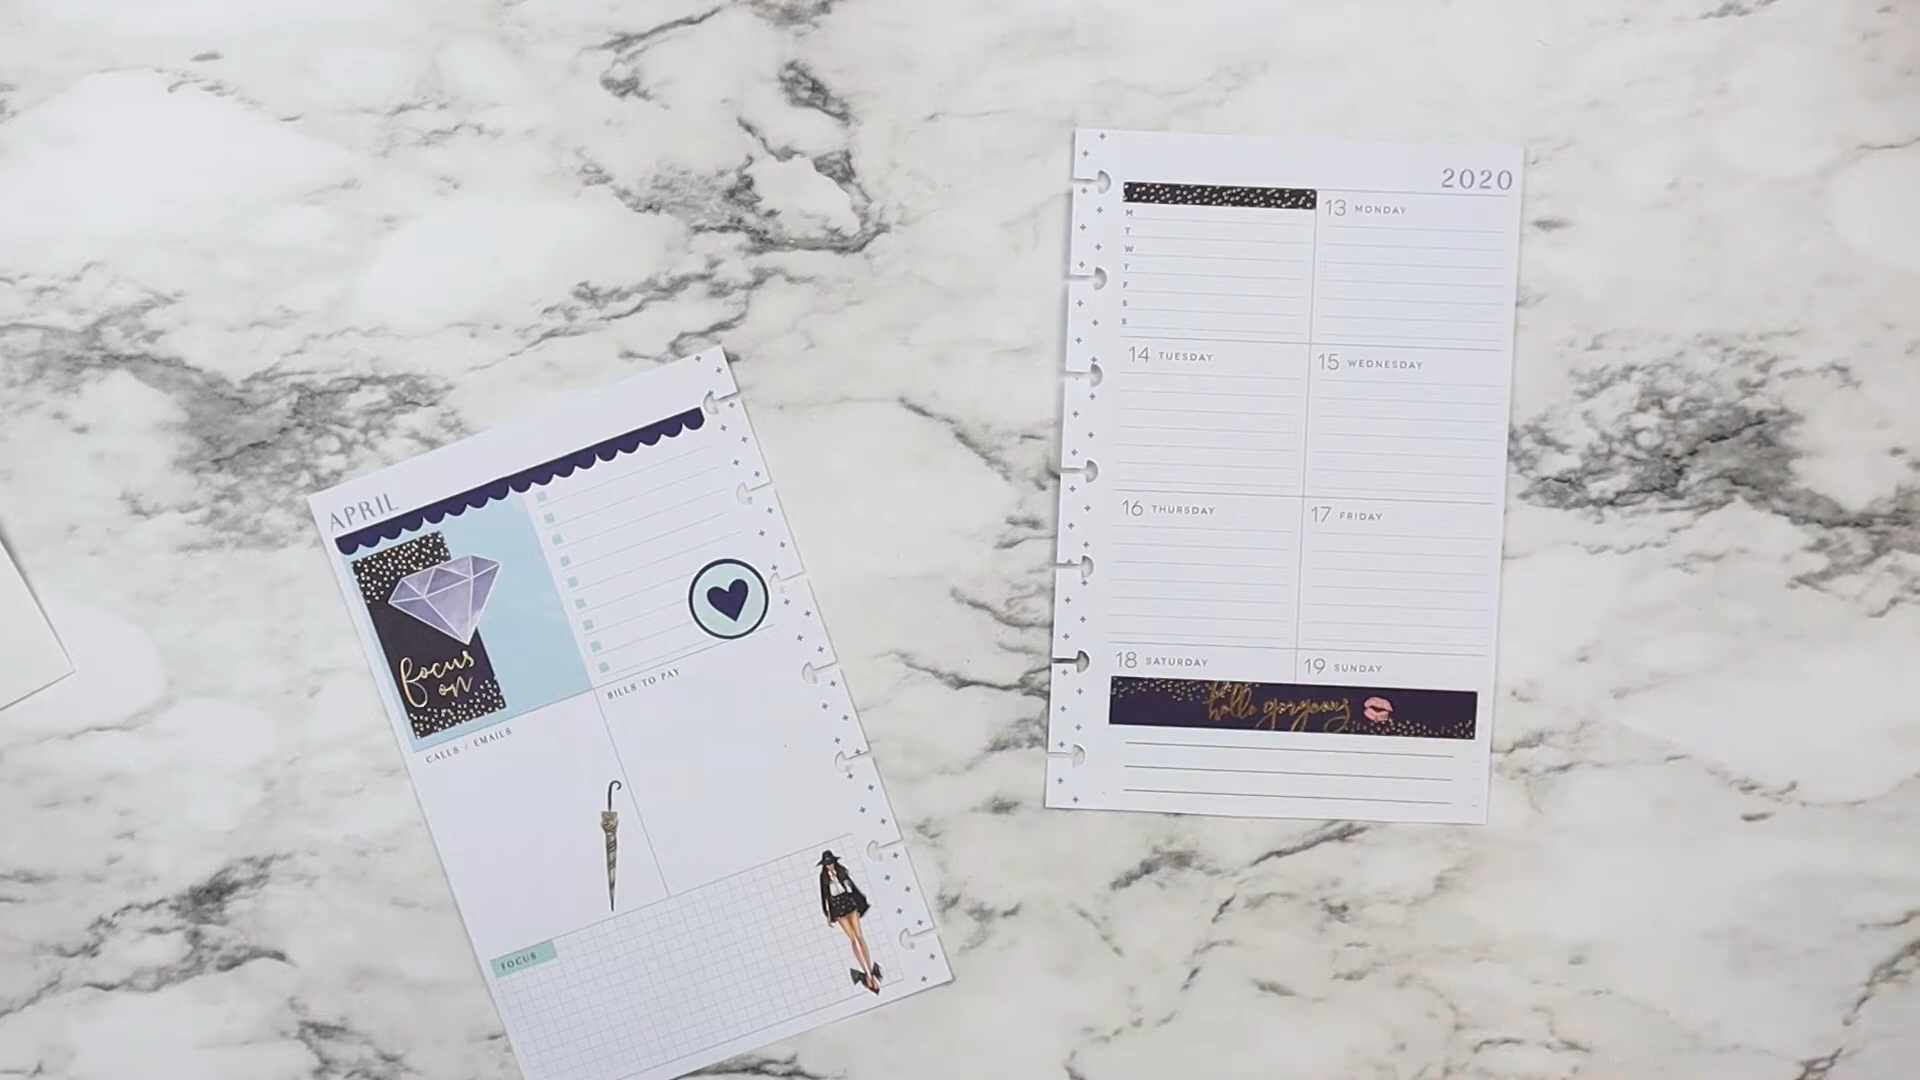 APRIL
focus
on
CALLS / EMAILS
BILLS TO PAY
FOCUS
2020
M
T
W
T
F
S
S
13 MONDAY
14 TUESDAY
15 WEDNESDAY
16 THURSDAY
17 FRIDAY
18 SATURDAY
19 SUNDAY
hello gorgeous